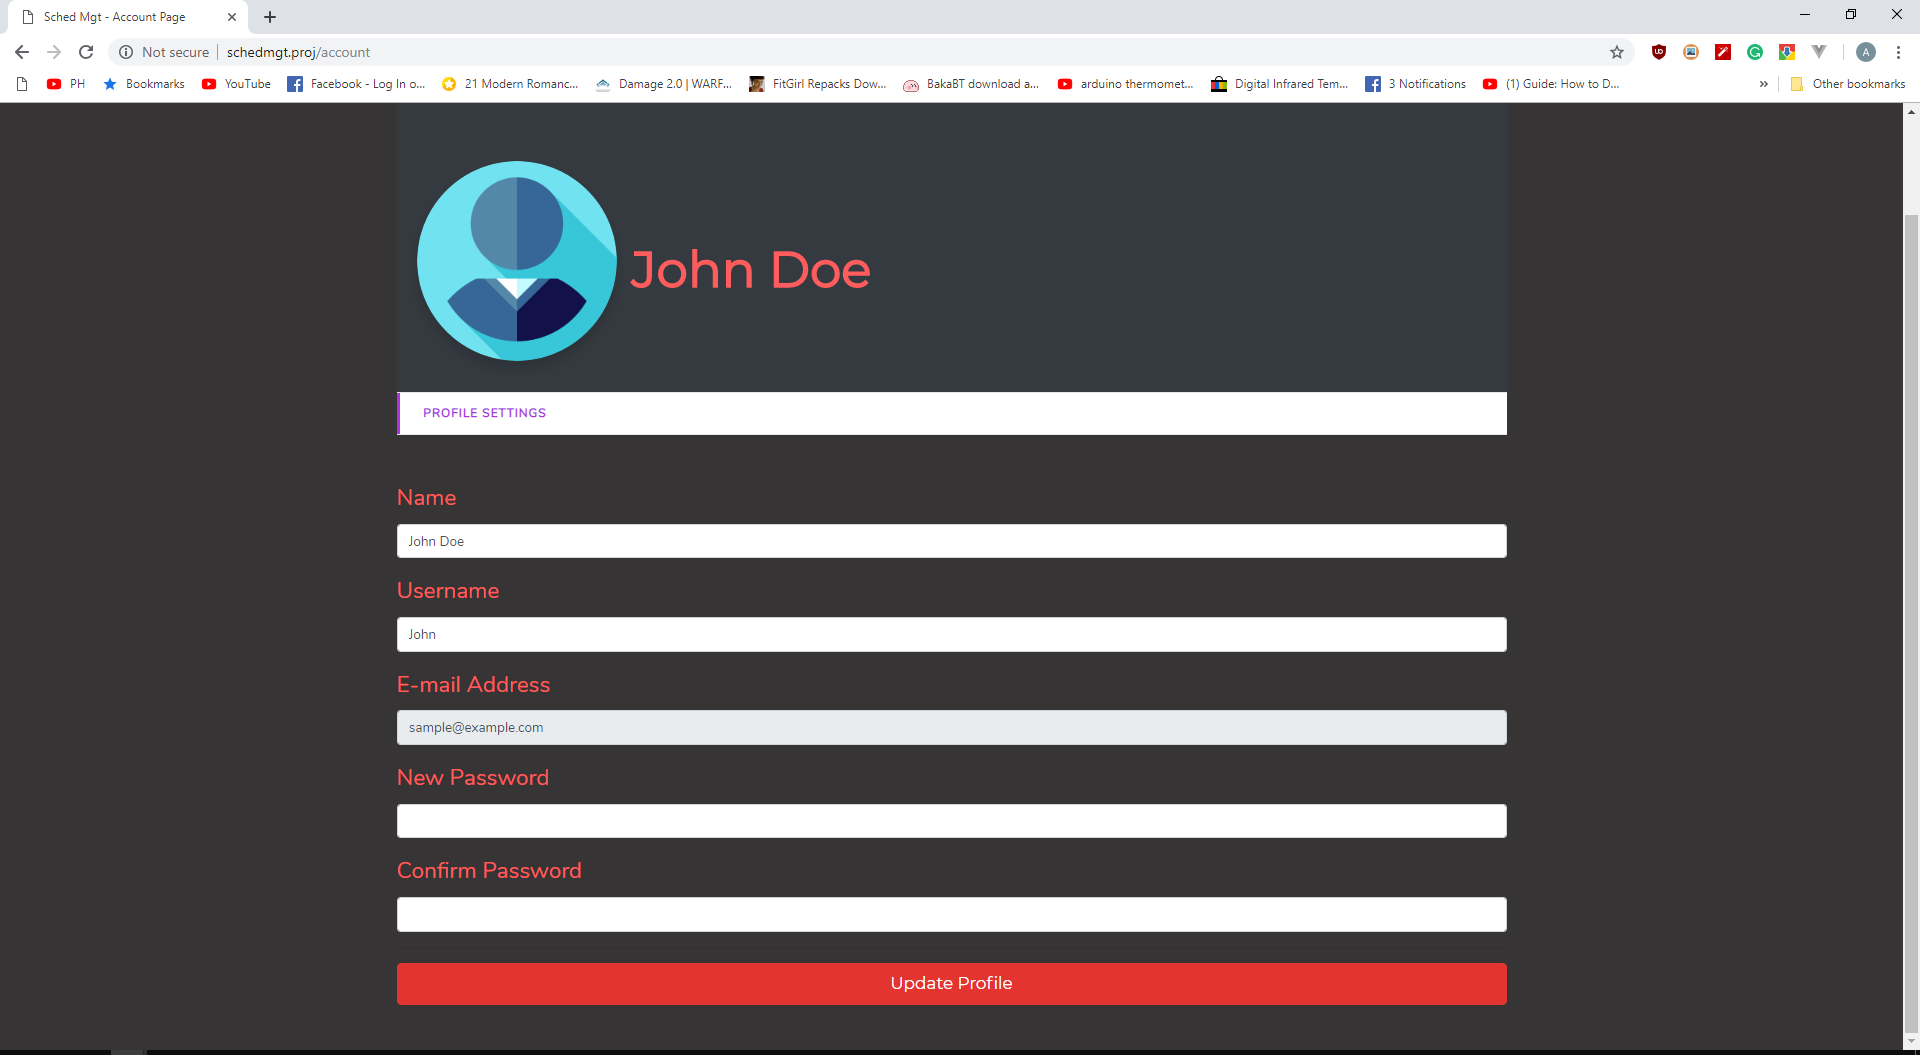 Sched Mgt - Account Page
Not secure | schedmgt.proj/account
A
PH
Bookmarks
YouTube
Facebook - Log In o...
21 Modern Romanc...
Damage 2.0 | WARF...
FitGirl Repacks Dow...
BakaBT download a...
arduino thermomet...
Digital Infrared Tem...
3 Notifications
(1) Guide: How to D...
»
Other bookmarks
John Doe
PROFILE SETTINGS
Name
John Doe
Username
John
E-mail Address
sample@example.com
New Password
Confirm Password
Update Profile